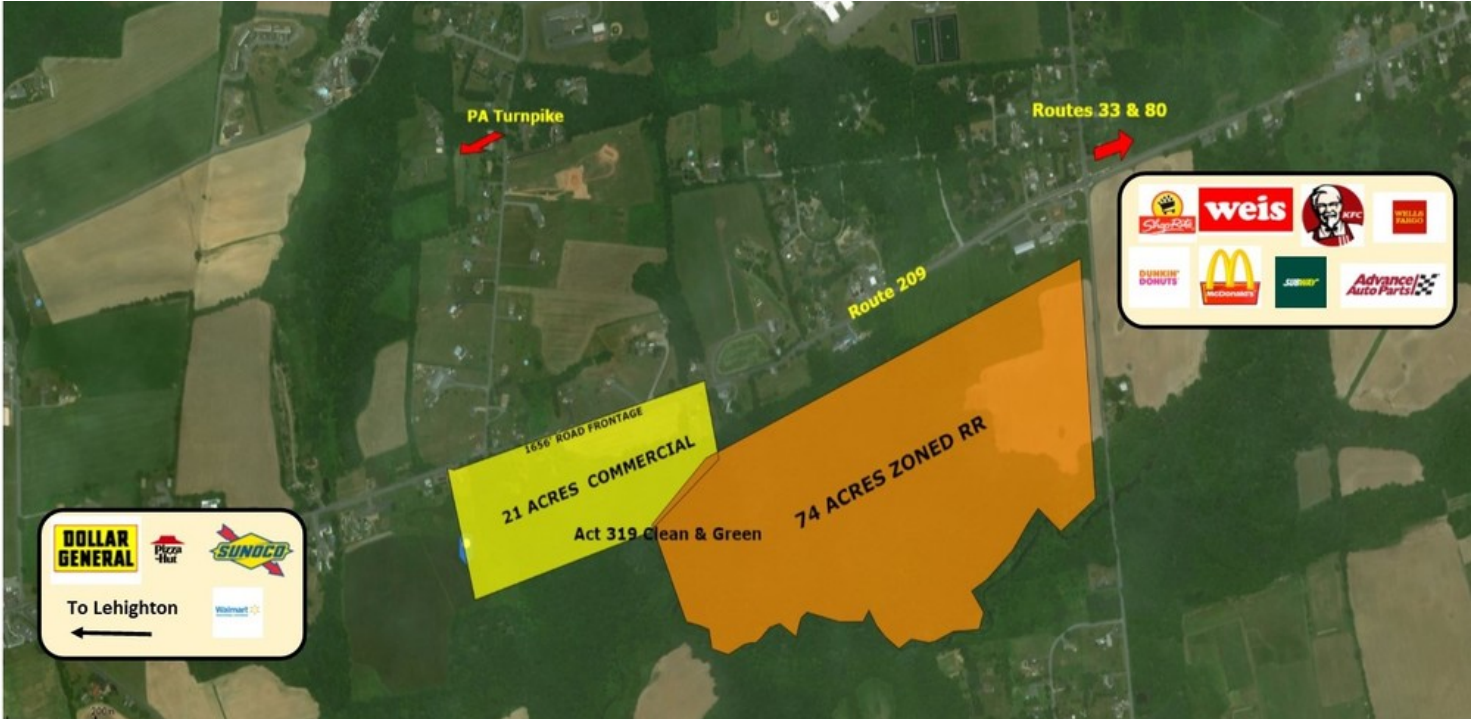 PA Turnpike
Routes 33 & 80
ShopRite
weis
KFC
WELLS
FARGO
DUNKIN'
DONUTS
McDonald's
SUBWAY
Advance
Auto Parts
Route 209
1656' ROAD FRONTAGE
21 ACRES COMMERCIAL
74 ACRES ZONED RR
Act 319 Clean & Green
DOLLAR
GENERAL
Pizza
Hut
SUNOCO
To Lehighton
Walmart
200m